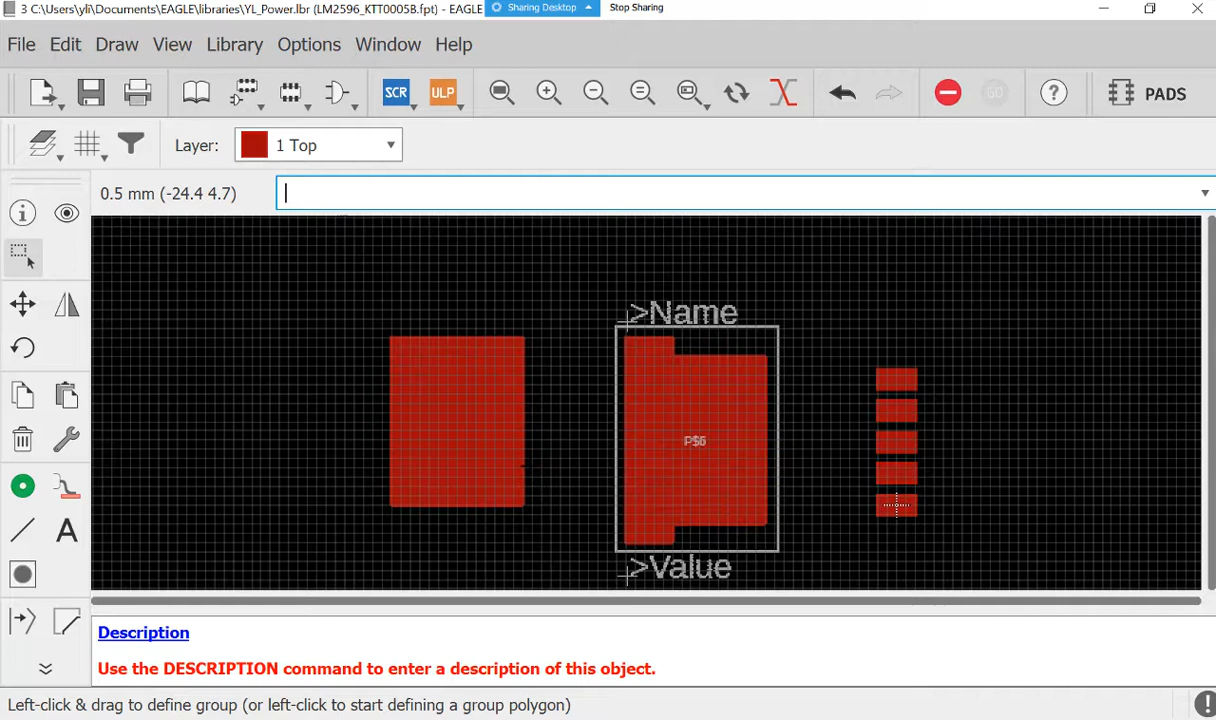 3 C:\Users\yli\Documents\EAGLE\libraries\YL_Power.lbr (LM2596_KTT0005B.fpt) - EAGLE
Sharing Desktop
Stop Sharing
File Edit Draw View Library Options Window Help
SCR ULP GO ? PADS
Layer: 1 Top
0.5 mm (-24.4 4.7)
>Name
P$6
>Value
A
Description
Use the DESCRIPTION command to enter a description of this object.
Left-click & drag to define group (or left-click to start defining a group polygon)